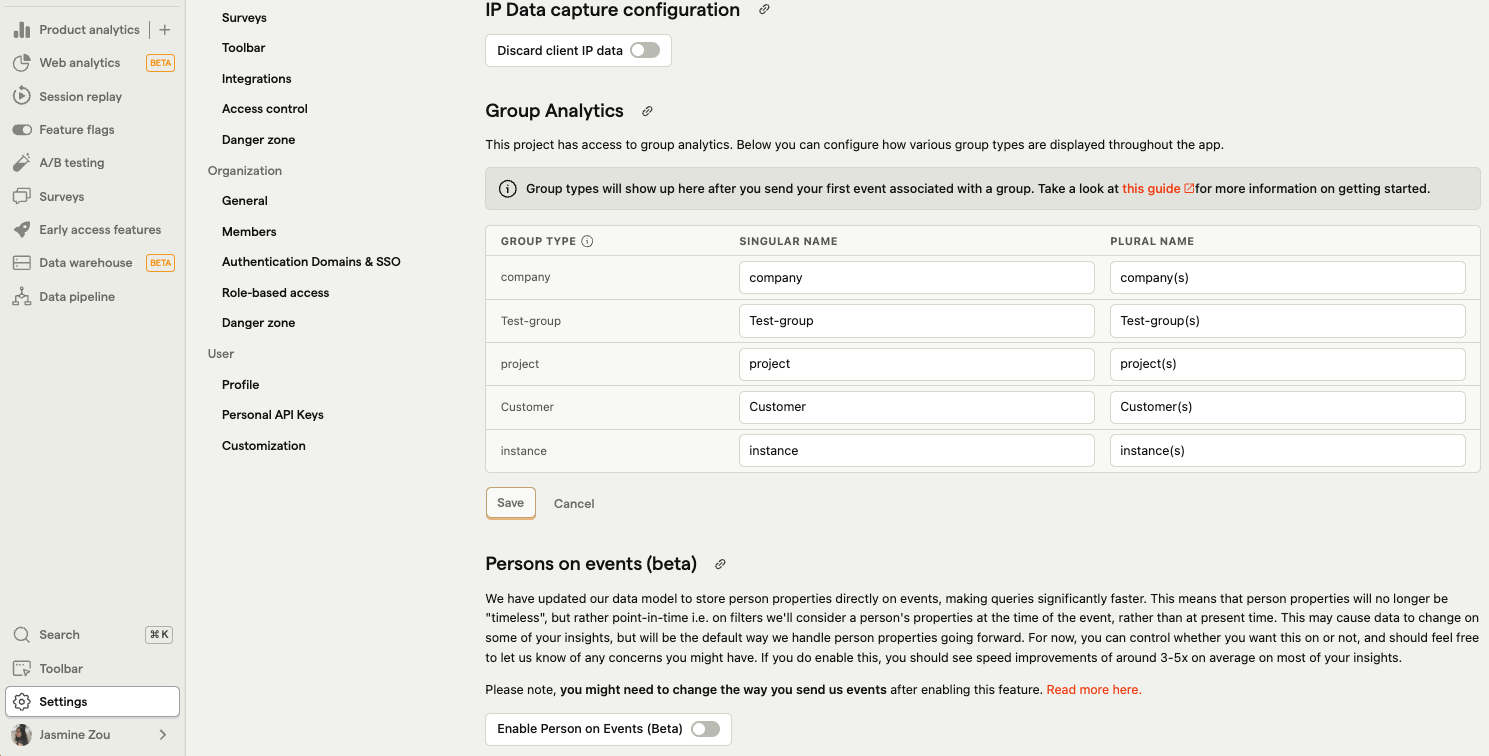 Product analytics
Web analytics BETA
Session replay
Feature flags
A/B testing
Surveys
Early access features
Data warehouse BETA
Data pipeline
Search ⌘ K
Toolbar
Settings
Jasmine Zou
Surveys
Toolbar
Integrations
Access control
Danger zone
Organization
General
Members
Authentication Domains & SSO
Role-based access
Danger zone
User
Profile
Personal API Keys
Customization
IP Data capture configuration
Discard client IP data
Group Analytics
This project has access to group analytics. Below you can configure how various group types are displayed throughout the app.
Group types will show up here after you send your first event associated with a group. Take a look at this guide for more information on getting started.
GROUP TYPE SINGULAR NAME PLURAL NAME
company company company(s)
Test-group Test-group Test-group(s)
project project project(s)
Customer Customer Customer(s)
instance instance instance(s)
Save Cancel
Persons on events (beta)
We have updated our data model to store person properties directly on events, making queries significantly faster. This means that person properties will no longer be
"timeless", but rather point-in-time i.e. on filters we'll consider a person's properties at the time of the event, rather than at present time. This may cause data to change on
some of your insights, but will be the default way we handle person properties going forward. For now, you can control whether you want this on or not, and should feel free
to let us know of any concerns you might have. If you do enable this, you should see speed improvements of around 3-5x on average on most of your insights.
Please note, you might need to change the way you send us events after enabling this feature. Read more here.
Enable Person on Events (Beta)